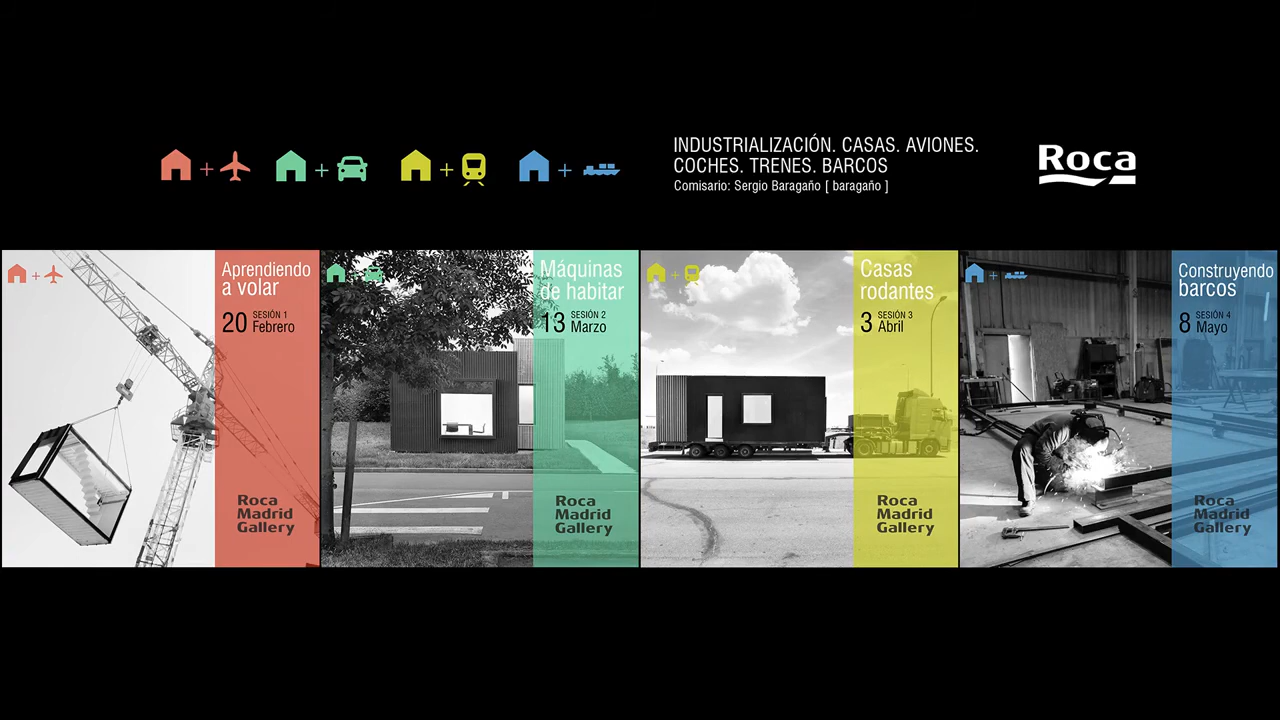 INDUSTRIALIZACIÓN. CASAS. AVIONES.
COCHES. TRENES. BARCOS
Comisario: Sergio Baragaño [ baragaño ]
Roca
Aprendiendo
a volar
20 SESIÓN 1
Febrero
Roca
Madrid
Gallery
Máquinas
de habitar
13 SESIÓN 2
Marzo
Roca
Madrid
Gallery
Casas
rodantes
3 SESIÓN 3
Abril
Roca
Madrid
Gallery
Construyendo
barcos
8 SESIÓN 4
Mayo
Roca
Madrid
Gallery